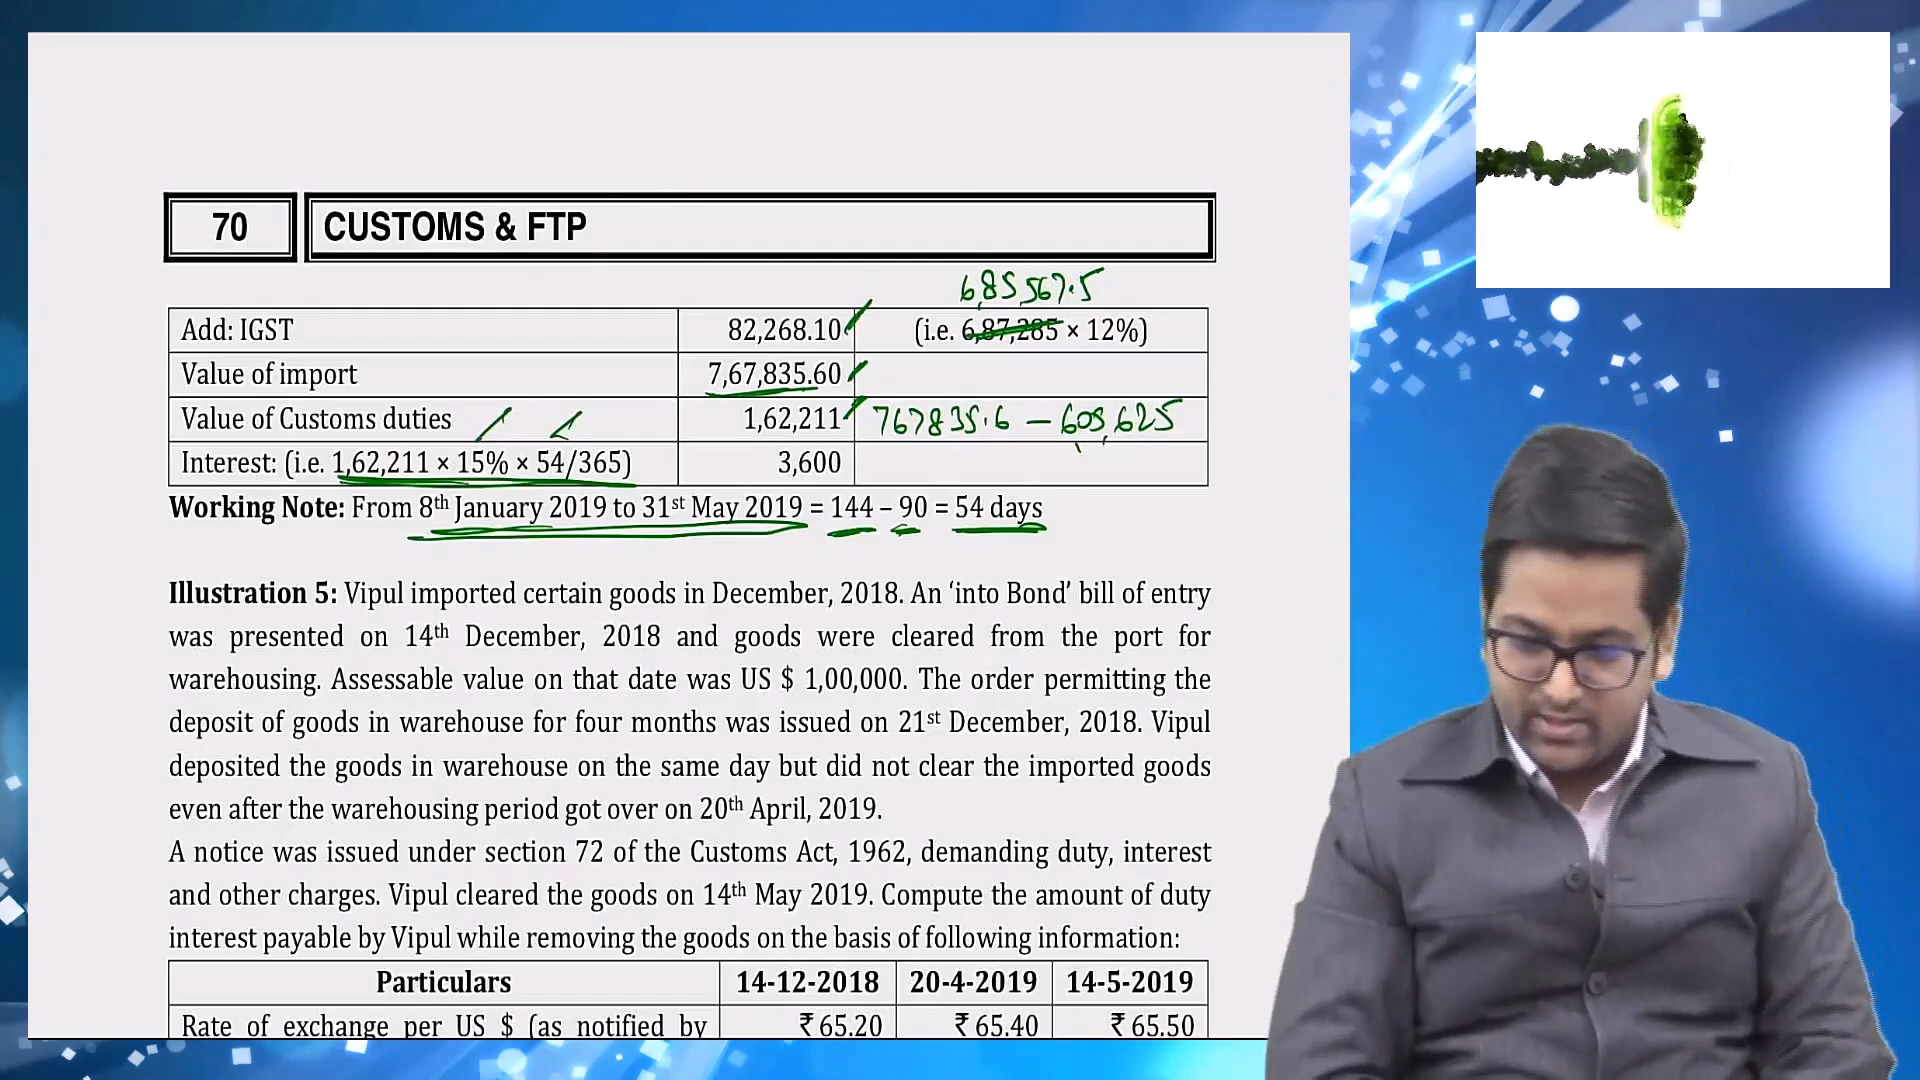 70 CUSTOMS & FTP
685,567.5
Add: IGST 82,268.10 (i.e. 6,87,285 × 12%)
Value of import 7,67,835.60
Value of Customs duties 1,62,211 767835.6 – 605,625
Interest: (i.e. 1,62,211 × 15% × 54/365) 3,600
Working Note: From 8th January 2019 to 31st May 2019 = 144 – 90 = 54 days
Illustration 5: Vipul imported certain goods in December, 2018. An ‘into Bond’ bill of entry
was presented on 14th December, 2018 and goods were cleared from the port for
warehousing. Assessable value on that date was US $ 1,00,000. The order permitting the
deposit of goods in warehouse for four months was issued on 21st December, 2018. Vipul
deposited the goods in warehouse on the same day but did not clear the imported goods
even after the warehousing period got over on 20th April, 2019.
A notice was issued under section 72 of the Customs Act, 1962, demanding duty, interest
and other charges. Vipul cleared the goods on 14th May 2019. Compute the amount of duty
interest payable by Vipul while removing the goods on the basis of following information:
Particulars 14-12-2018 20-4-2019 14-5-2019
Rate of exchange per US $ (as notified by ₹ 65.20 ₹ 65.40 ₹ 65.50